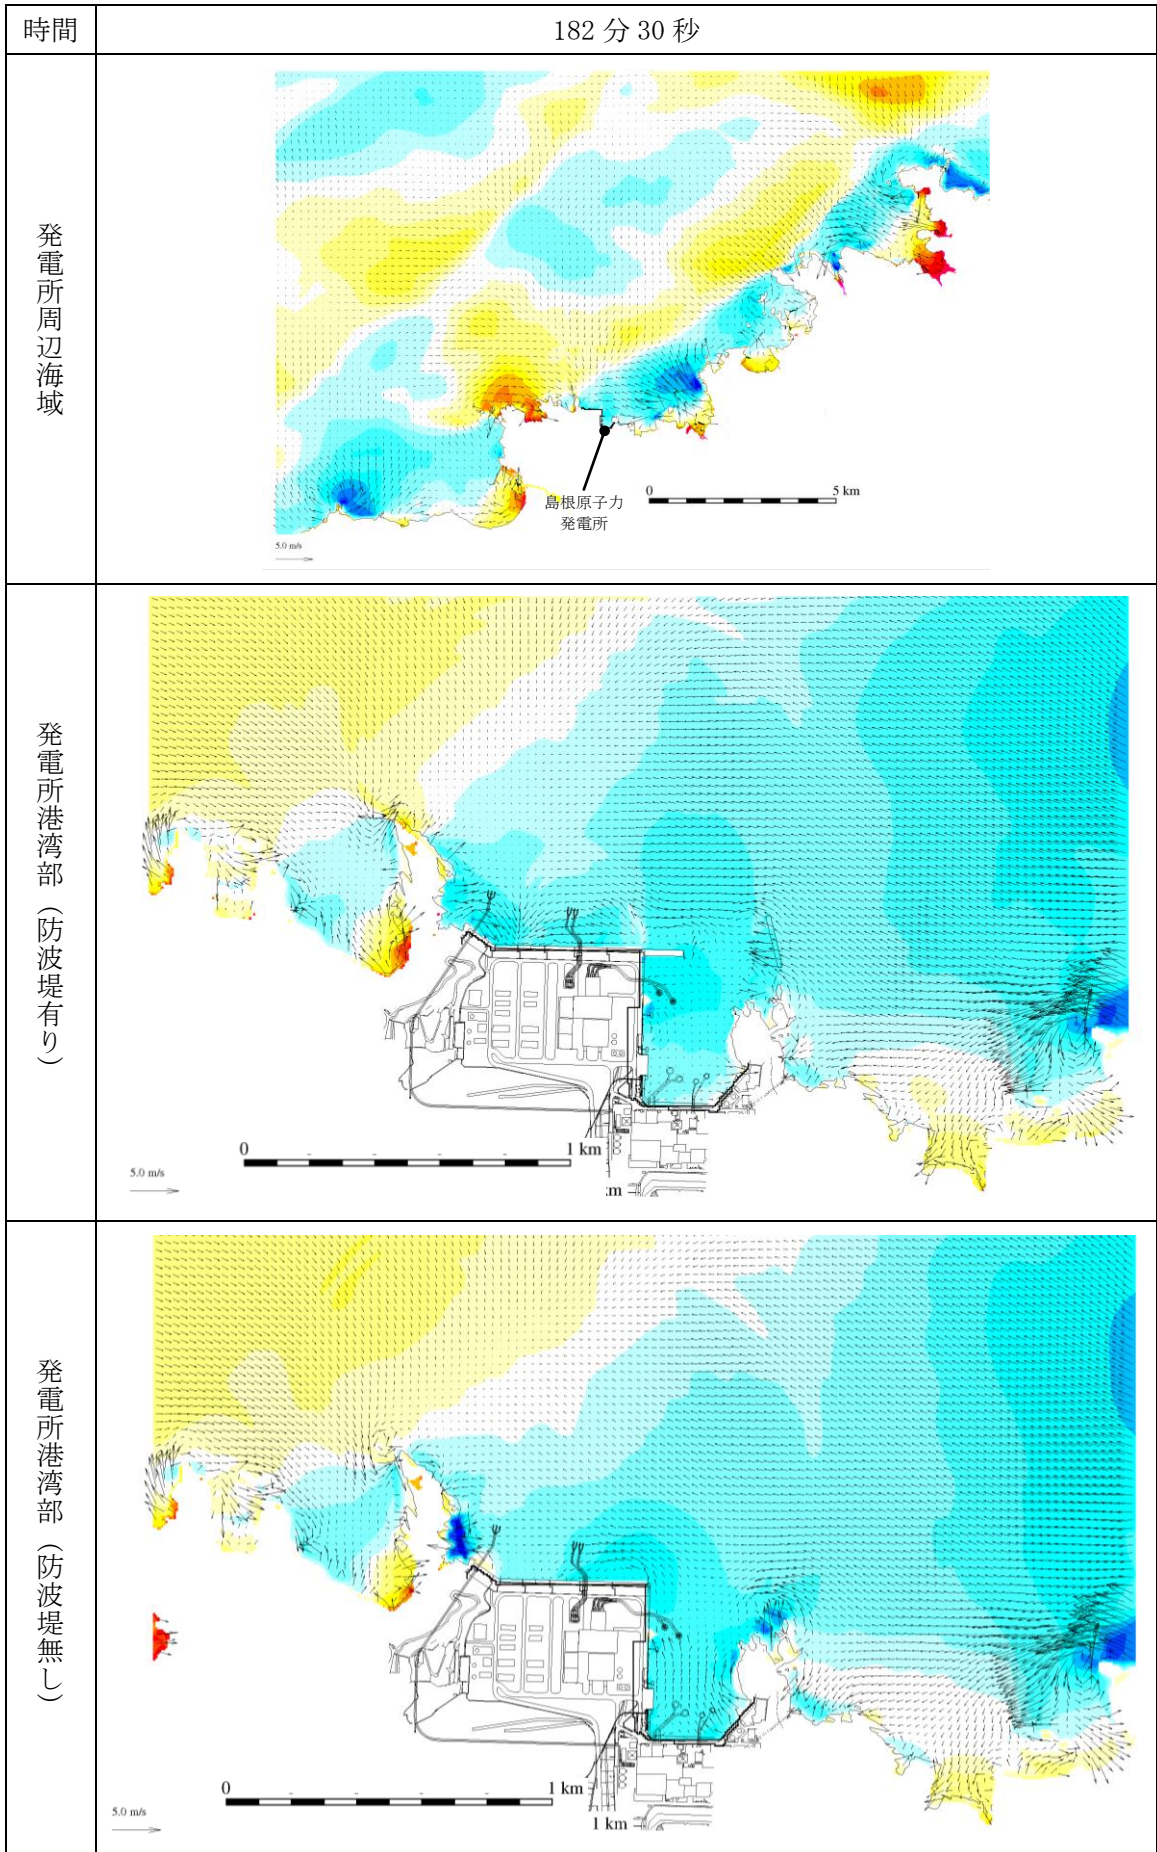 時間
182 分 30 秒
発電所周辺海域
島根原子力
発電所
0
5 km
5.0 m/s
発電所港湾部（防波堤有り）
0
1 km
5.0 m/s
km
発電所港湾部（防波堤無し）
0
1 km
5.0 m/s
1 km